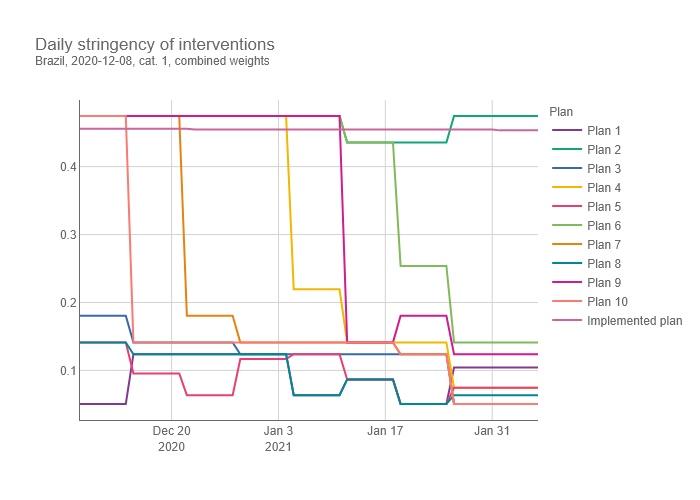 Daily stringency of interventions
Brazil, 2020-12-08, cat. 1, combined weights
Plan
Plan 1
Plan 2
Plan 3
Plan 4
Plan 5
Plan 6
Plan 7
Plan 8
Plan 9
Plan 10
Implemented plan
0.4
0.3
0.2
0.1
Dec 20
2020
Jan 3
2021
Jan 17
Jan 31